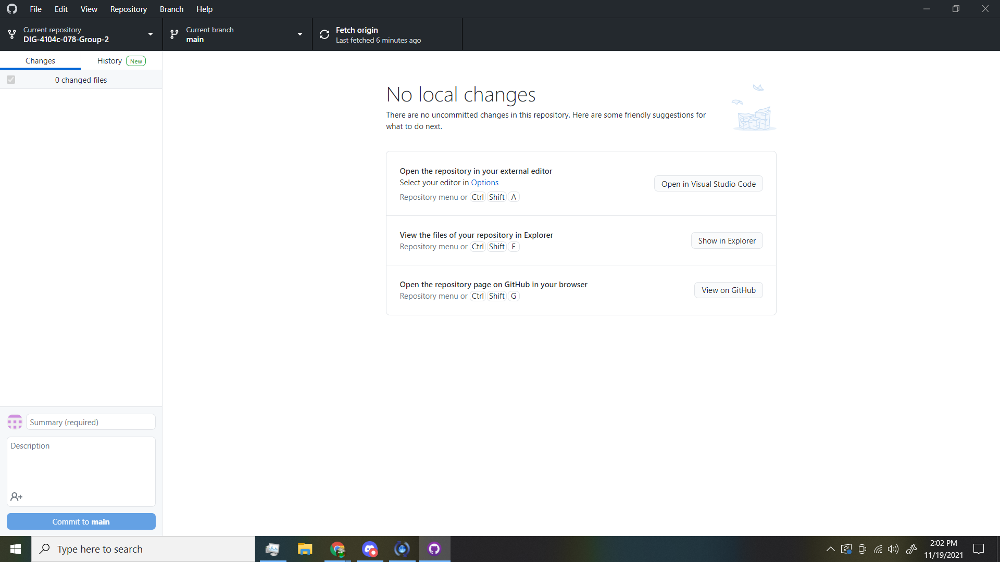 File Edit View Repository Branch Help
Current repository
DIG-4104c-078-Group-2
Current branch
main
Fetch origin
Last fetched 6 minutes ago
Changes
History New
0 changed files
No local changes
There are no uncommitted changes in this repository. Here are some friendly suggestions for
what to do next.
Open the repository in your external editor
Select your editor in Options
Repository menu or Ctrl Shift A
Open in Visual Studio Code
View the files of your repository in Explorer
Repository menu or Ctrl Shift F
Show in Explorer
Open the repository page on GitHub in your browser
Repository menu or Ctrl Shift G
View on GitHub
Summary (required)
Description
Commit to main
Type here to search
2:02 PM
11/19/2021